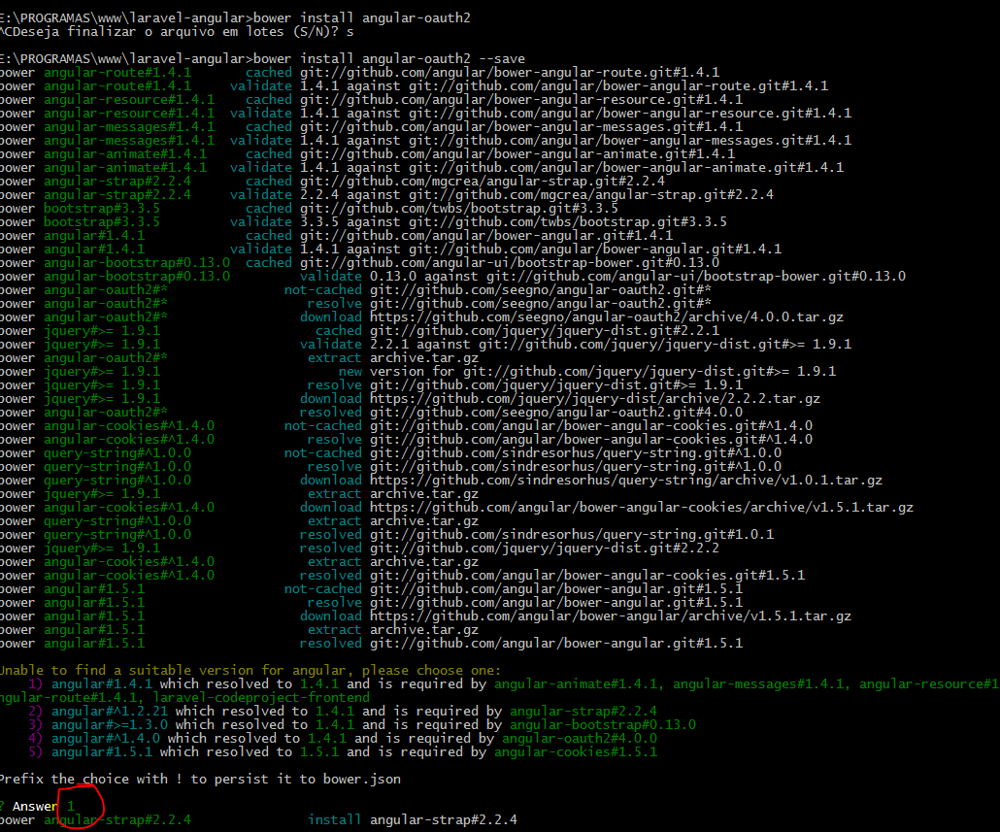 E:\PROGRAMAS\www\laravel-angular>bower install angular-oauth2
^CDeseja finalizar o arquivo em lotes (S/N)? s
E:\PROGRAMAS\www\laravel-angular>bower install angular-oauth2 --save
bower angular-route#1.4.1 cached git://github.com/angular/bower-angular-route.git#1.4.1
bower angular-route#1.4.1 validate 1.4.1 against git://github.com/angular/bower-angular-route.git#1.4.1
bower angular-resource#1.4.1 cached git://github.com/angular/bower-angular-resource.git#1.4.1
bower angular-resource#1.4.1 validate 1.4.1 against git://github.com/angular/bower-angular-resource.git#1.4.1
bower angular-messages#1.4.1 cached git://github.com/angular/bower-angular-messages.git#1.4.1
bower angular-messages#1.4.1 validate 1.4.1 against git://github.com/angular/bower-angular-messages.git#1.4.1
bower angular-animate#1.4.1 cached git://github.com/angular/bower-angular-animate.git#1.4.1
bower angular-animate#1.4.1 validate 1.4.1 against git://github.com/angular/bower-angular-animate.git#1.4.1
bower angular-strap#2.2.4 cached git://github.com/mgcrea/angular-strap.git#2.2.4
bower angular-strap#2.2.4 validate 2.2.4 against git://github.com/mgcrea/angular-strap.git#2.2.4
bower bootstrap#3.3.5 cached git://github.com/twbs/bootstrap.git#3.3.5
bower bootstrap#3.3.5 validate 3.3.5 against git://github.com/twbs/bootstrap.git#3.3.5
bower angular#1.4.1 cached git://github.com/angular/bower-angular.git#1.4.1
bower angular#1.4.1 validate 1.4.1 against git://github.com/angular/bower-angular.git#1.4.1
bower angular-bootstrap#0.13.0 cached git://github.com/angular-ui/bootstrap-bower.git#0.13.0
bower angular-bootstrap#0.13.0 validate 0.13.0 against git://github.com/angular-ui/bootstrap-bower.git#0.13.0
bower angular-oauth2#* not-cached git://github.com/seegno/angular-oauth2.git#*
bower angular-oauth2#* resolve git://github.com/seegno/angular-oauth2.git#*
bower angular-oauth2#* download https://github.com/seegno/angular-oauth2/archive/4.0.0.tar.gz
bower jquery#>= 1.9.1 cached git://github.com/jquery/jquery-dist.git#2.2.1
bower jquery#>= 1.9.1 validate 2.2.1 against git://github.com/jquery/jquery-dist.git#>= 1.9.1
bower angular-oauth2#* extract archive.tar.gz
bower jquery#>= 1.9.1 new version for git://github.com/jquery/jquery-dist.git#>= 1.9.1
bower jquery#>= 1.9.1 resolve git://github.com/jquery/jquery-dist.git#>= 1.9.1
bower jquery#>= 1.9.1 download https://github.com/jquery/jquery-dist/archive/2.2.2.tar.gz
bower angular-oauth2#* resolved git://github.com/seegno/angular-oauth2.git#4.0.0
bower angular-cookies#^1.4.0 not-cached git://github.com/angular/bower-angular-cookies.git#^1.4.0
bower angular-cookies#^1.4.0 resolve git://github.com/angular/bower-angular-cookies.git#^1.4.0
bower query-string#^1.0.0 not-cached git://github.com/sindresorhus/query-string.git#^1.0.0
bower query-string#^1.0.0 resolve git://github.com/sindresorhus/query-string.git#^1.0.0
bower query-string#^1.0.0 download https://github.com/sindresorhus/query-string/archive/v1.0.1.tar.gz
bower jquery#>= 1.9.1 extract archive.tar.gz
bower angular-cookies#^1.4.0 download https://github.com/angular/bower-angular-cookies/archive/v1.5.1.tar.gz
bower query-string#^1.0.0 extract archive.tar.gz
bower query-string#^1.0.0 resolved git://github.com/sindresorhus/query-string.git#1.0.1
bower jquery#>= 1.9.1 resolved git://github.com/jquery/jquery-dist.git#2.2.2
bower angular-cookies#^1.4.0 extract archive.tar.gz
bower angular-cookies#^1.4.0 resolved git://github.com/angular/bower-angular-cookies.git#1.5.1
bower angular#1.5.1 not-cached git://github.com/angular/bower-angular.git#1.5.1
bower angular#1.5.1 resolve git://github.com/angular/bower-angular.git#1.5.1
bower angular#1.5.1 download https://github.com/angular/bower-angular/archive/v1.5.1.tar.gz
bower angular#1.5.1 extract archive.tar.gz
bower angular#1.5.1 resolved git://github.com/angular/bower-angular.git#1.5.1
Unable to find a suitable version for angular, please choose one:
1) angular#1.4.1 which resolved to 1.4.1 and is required by angular-animate#1.4.1, angular-messages#1.4.1, angular-resource#1
ngular-route#1.4.1, laravel-codeproject-frontend
2) angular#^1.2.21 which resolved to 1.4.1 and is required by angular-strap#2.2.4
3) angular#>=1.3.0 which resolved to 1.4.1 and is required by angular-bootstrap#0.13.0
4) angular#^1.4.0 which resolved to 1.4.1 and is required by angular-oauth2#4.0.0
5) angular#1.5.1 which resolved to 1.5.1 and is required by angular-cookies#1.5.1
Prefix the choice with ! to persist it to bower.json
? Answer 1
bower angular-strap#2.2.4 install angular-strap#2.2.4